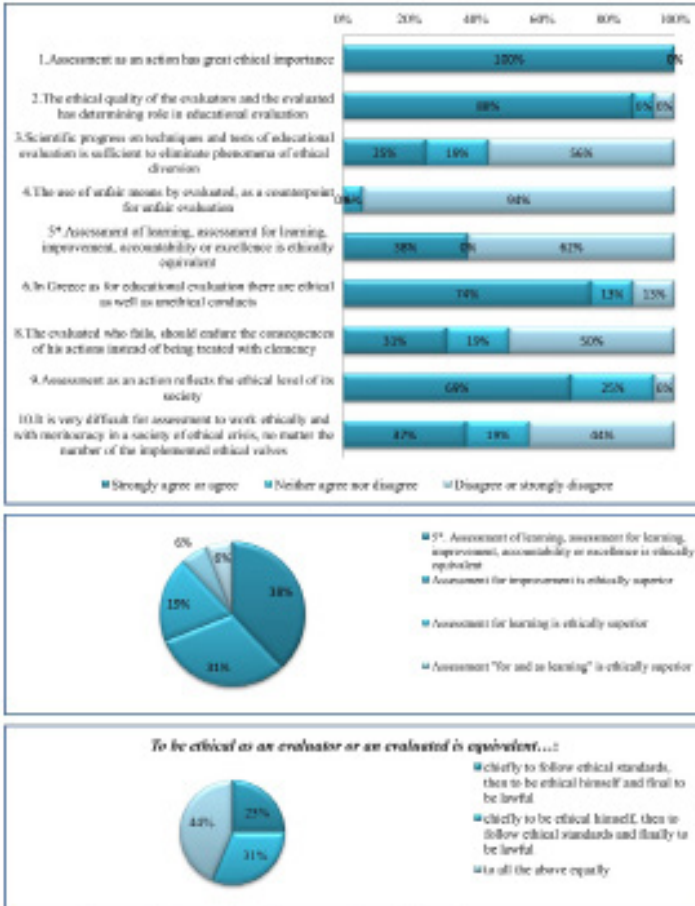 0% 20% 40% 60% 80% 100%
1.Assessment as an action has great ethical importance
100% 0%
2.The ethical quality of the evaluators and the evaluated
has determining role in educational evaluation
88% 6% 6%
3.Scientific progress on techniques and tests of educational
evaluation is sufficient to eliminate phenomena of ethical
diversion
25% 19% 56%
4.The use of unfair means by evaluated, as a counterpoint
for unfair evaluation
0% 6% 94%
5*.Assessment of learning, assessment for learning,
improvement, accountability or excellence is ethically
equivalent
38% 0% 62%
6.In Greece as for educational evaluation there are ethical
as well as unethical conducts
74% 13% 13%
8.The evaluated who fails, should endure the consequences
of his actions instead of being treated with clemency
31% 19% 50%
9.Assessment as an action reflects the ethical level of its
society
69% 25% 6%
10.It is very difficult for assessment to work ethically and
with meritocracy in a society of ethical crisis, no matter the
number of the implemented ethical valves
37% 19% 44%
Strongly agree or agree
Neither agree nor disagree
Disagree or strongly disagree
6%
6%
38%
19%
31%
5*. Assessment of learning, assessment for learning,
improvement, accountability or excellence is ethically
equivalent
Assessment for improvement is ethically superior
Assessment for learning is ethically superior
Assessment "for and as learning" is ethically superior
To be ethical as an evaluator or an evaluated is equivalent...:
44%
25%
31%
chiefly to follow ethical standards,
then to be ethical himself and final to
be lawful
chiefly to be ethical himself, then to
follow ethical standards and finally to
be lawful
to all the above equally